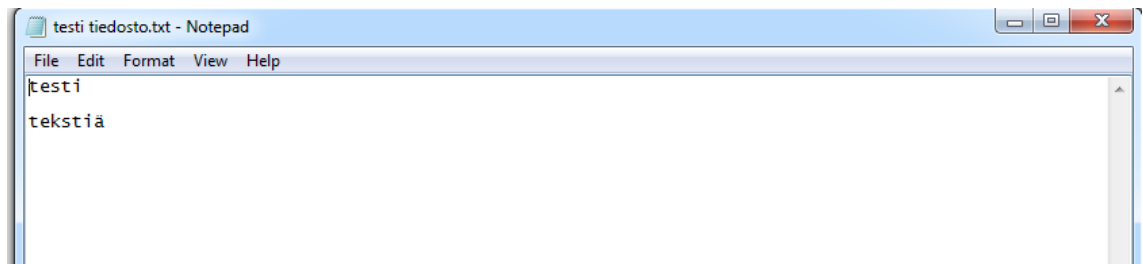 testi tiedosto.txt - Notepad
File Edit Format View Help
testi
tekstiä